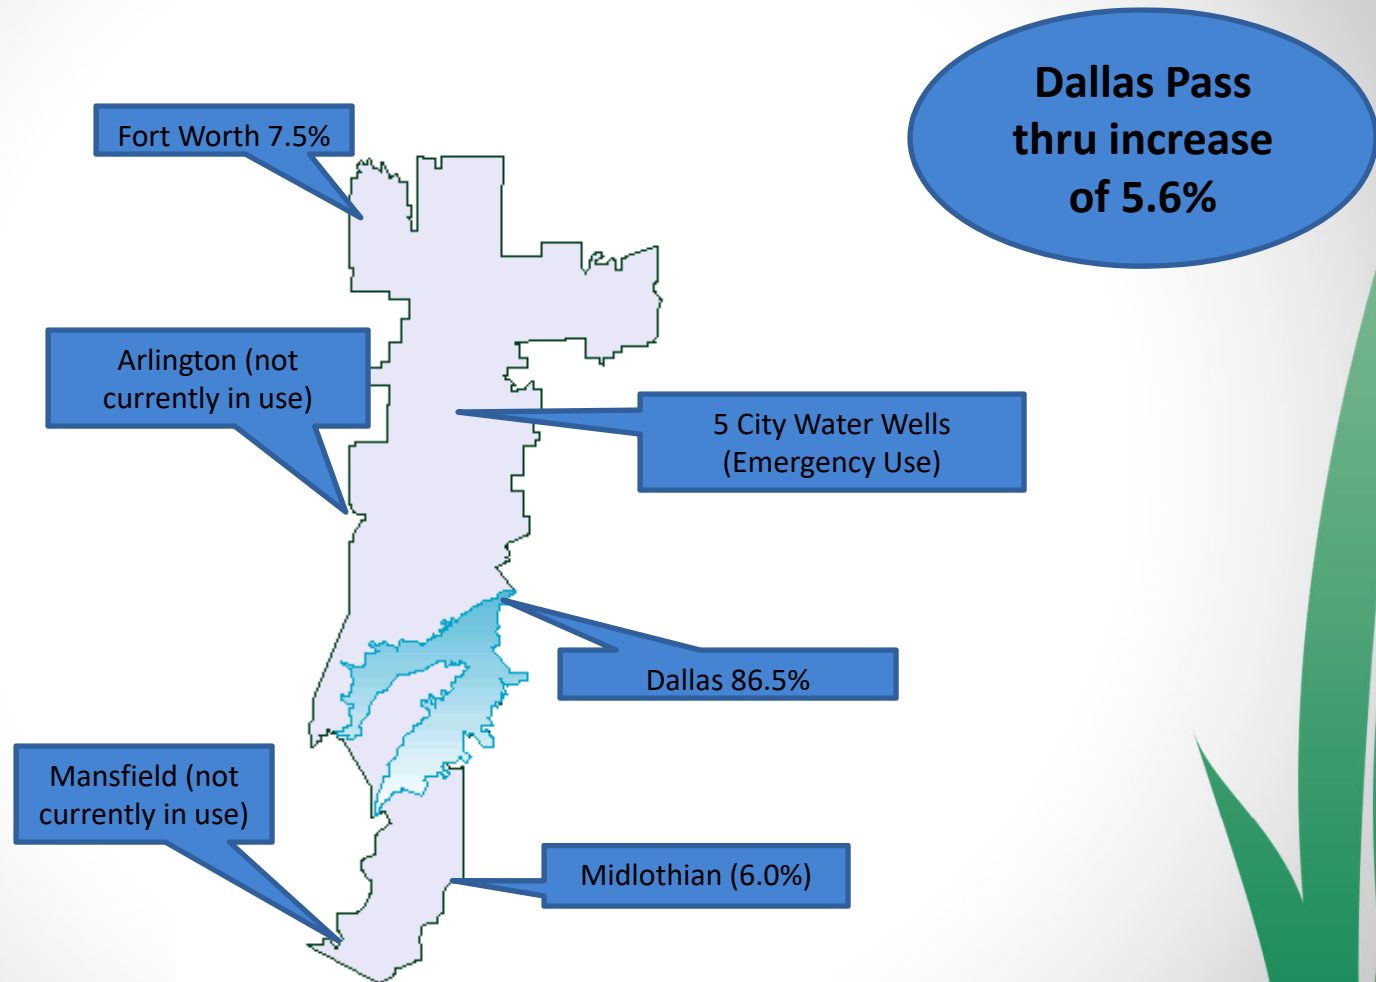 Dallas Pass
thru increase
of 5.6%
Fort Worth 7.5%
Arlington (not
currently in use)
5 City Water Wells
(Emergency Use)
Dallas 86.5%
Mansfield (not
currently in use)
Midlothian (6.0%)